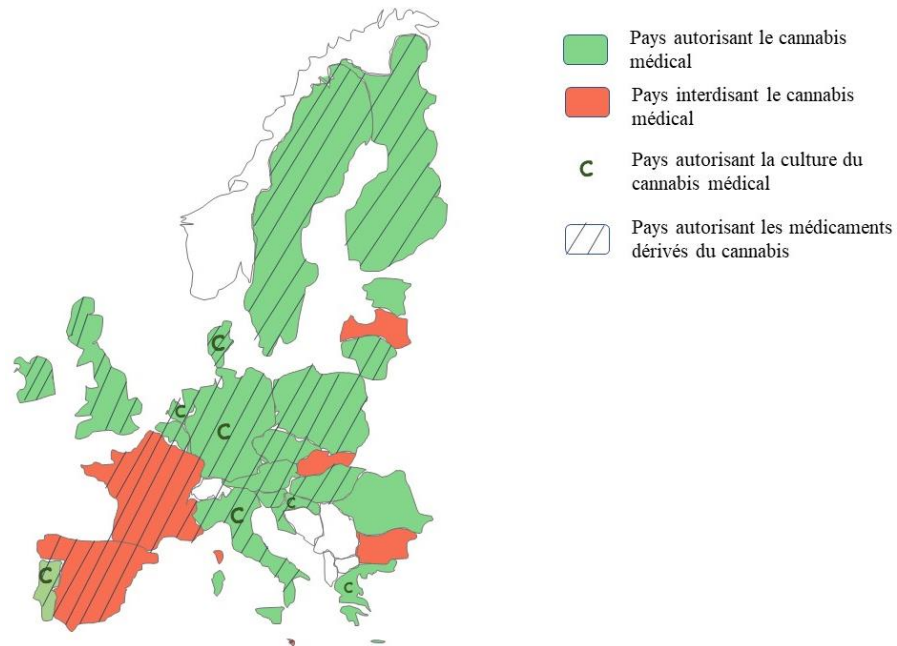 Pays autorisant le cannabis
médical
Pays interdisant le cannabis
médical
C
Pays autorisant la culture du
cannabis médical
Pays autorisant les médicaments
dérivés du cannabis
C
C
C
C
C
C
C